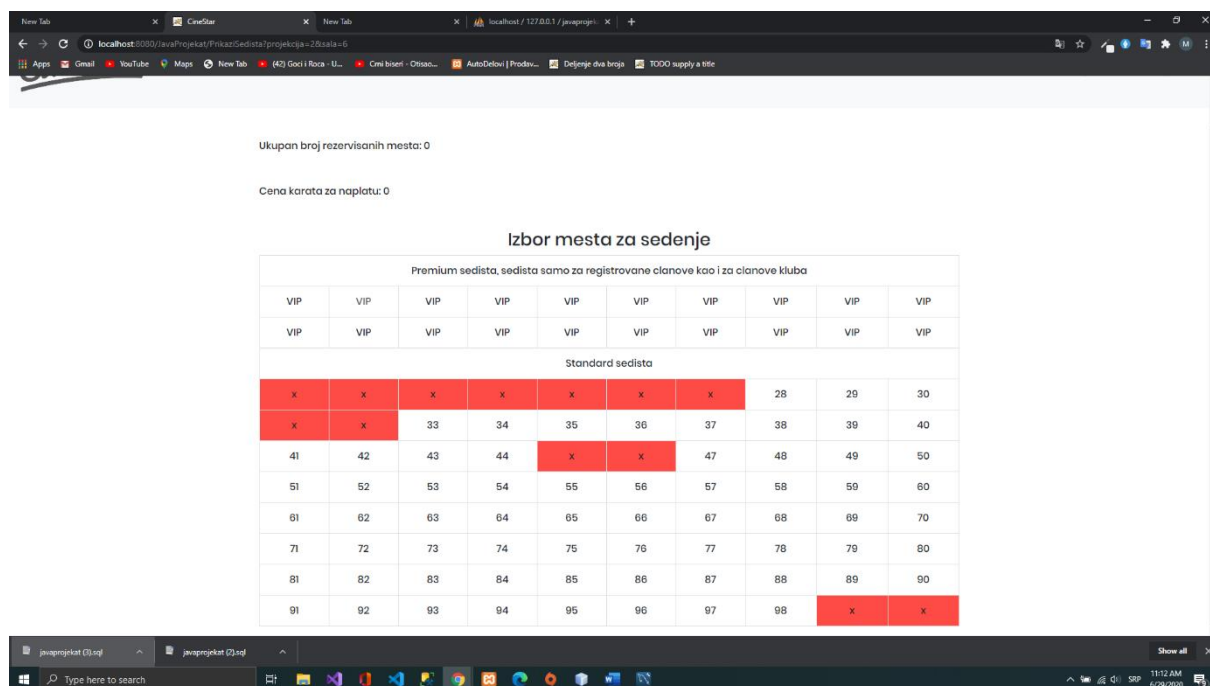 New Tab CineStar New Tab localhost / 127.0.0.1 / javaprojek
localhost:8080/JavaProjekat/PrikaziSedista?projekcija=2&sala=6
Apps Gmail YouTube Maps New Tab (42) Goci i Roca - U... Crni biseri - Otisao... AutoDelovi | Prodav... Deljenje dva broja TODO supply a title
Ukupan broj rezervisanih mesta: 0
Cena karata za naplatu: 0
Izbor mesta za sedenje
Premium sedista, sedista samo za registrovane clanove kao i za clanove kluba
VIP VIP VIP VIP VIP VIP VIP VIP VIP VIP
VIP VIP VIP VIP VIP VIP VIP VIP VIP VIP
Standard sedista
x x x x x x x 28 29 30
x x 33 34 35 36 37 38 39 40
41 42 43 44 x x 47 48 49 50
51 52 53 54 55 56 57 58 59 60
61 62 63 64 65 66 67 68 69 70
71 72 73 74 75 76 77 78 79 80
81 82 83 84 85 86 87 88 89 90
91 92 93 94 95 96 97 98 x x
javaprojekat (3).sql javaprojekat (2).sql Show all
Type here to search SRP 11:12 AM
6/29/2020